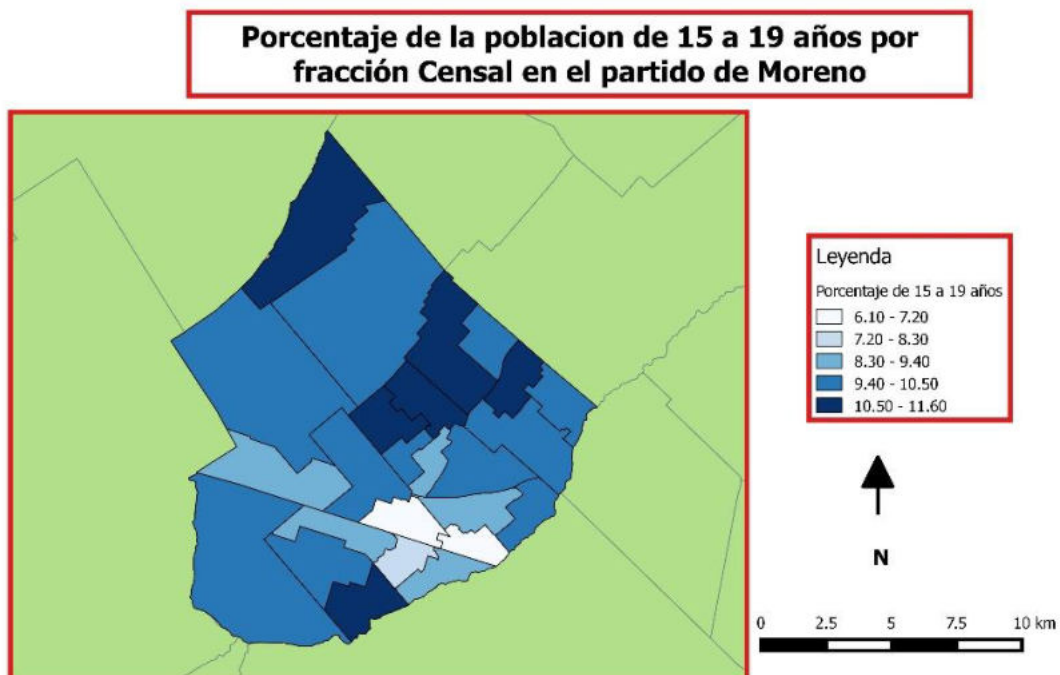 Porcentaje de la poblacion de 15 a 19 años por
fracción Censal en el partido de Moreno
Leyenda
Porcentaje de 15 a 19 años
6.10 - 7.20
7.20 - 8.30
8.30 - 9.40
9.40 - 10.50
10.50 - 11.60
N
0 2.5 5 7.5 10 km